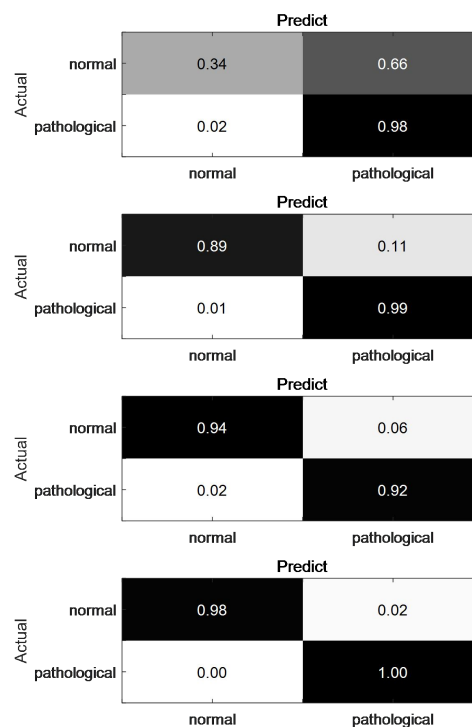 Predict
normal 0.34 0.66
Actual
pathological 0.02 0.98
normal pathological
Predict
normal 0.89 0.11
Actual
pathological 0.01 0.99
normal pathological
Predict
normal 0.94 0.06
Actual
pathological 0.02 0.92
normal pathological
Predict
normal 0.98 0.02
Actual
pathological 0.00 1.00
normal pathological